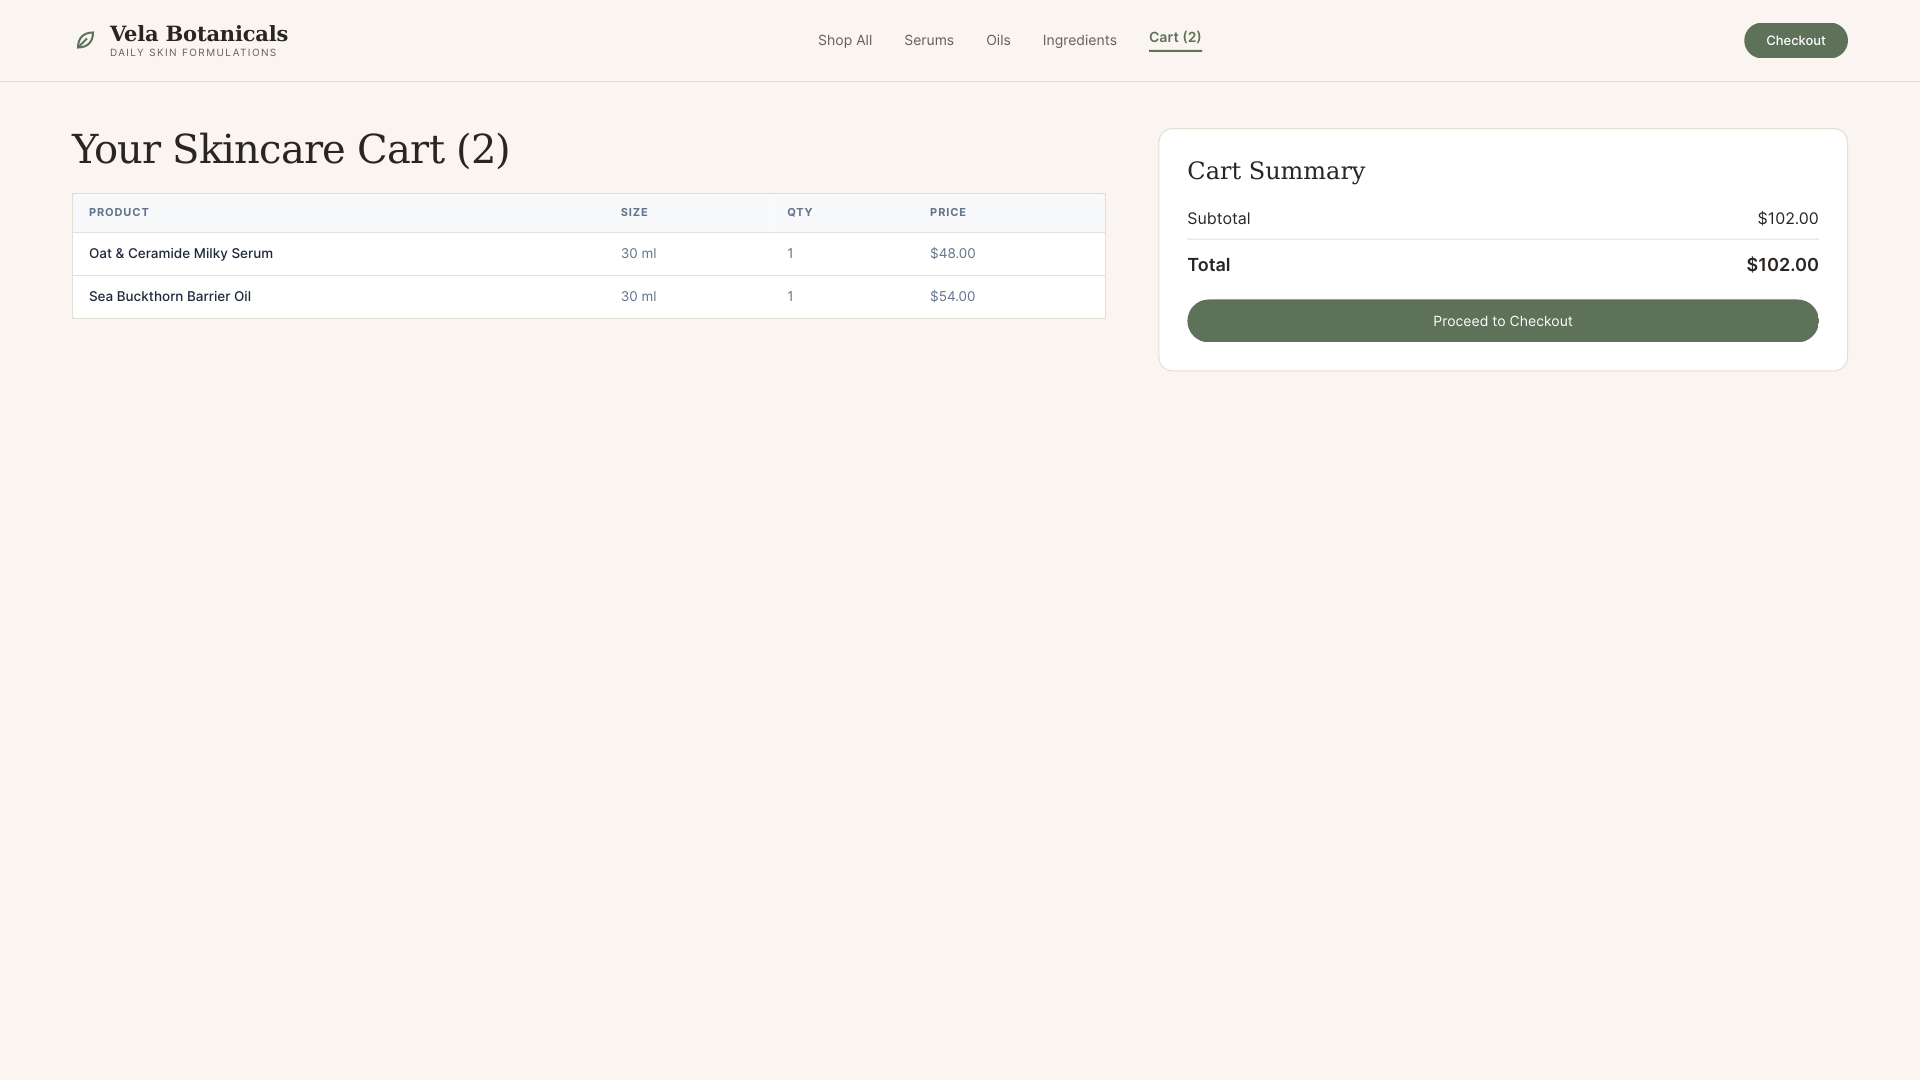 Vela Botanicals
DAILY SKIN FORMULATIONS
Shop All Serums Oils Ingredients Cart (2)
Checkout
Your Skincare Cart (2)
PRODUCT SIZE QTY PRICE
Oat & Ceramide Milky Serum 30 ml 1 $48.00
Sea Buckthorn Barrier Oil 30 ml 1 $54.00
Cart Summary
Subtotal $102.00
Total $102.00
Proceed to Checkout